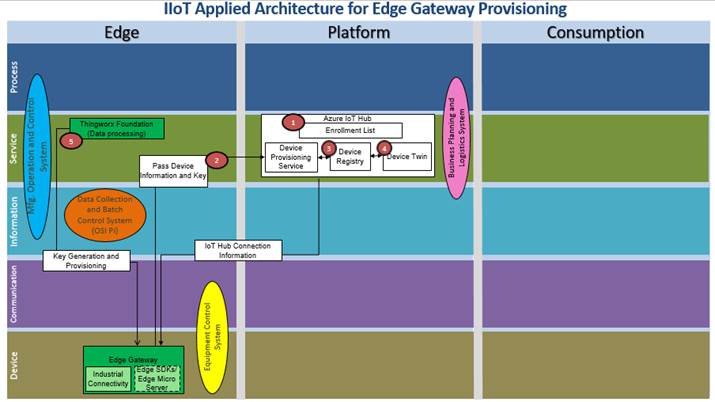 IIoT Applied Architecture for Edge Gateway Provisioning
Edge
Platform
Consumption
Process
Service
Information
Communication
Device
Mfg. Operation and Control
System
Thingworx Foundation
(Data processing)
5
Pass Device
Information and Key
2
Data Collection
and Batch
Control System
(OSI Pi)
Key Generation and
Provisioning
IoT Hub Connection
Information
Equipment Control
System
Edge Gateway
Industrial
Connectivity
Edge SDKs/
Edge Micro
Server
Azure IoT Hub
1
Enrollment List
Device
Provisioning
Service
3
Device
Registry
4
Device Twin
Business Planning and
Logistics System